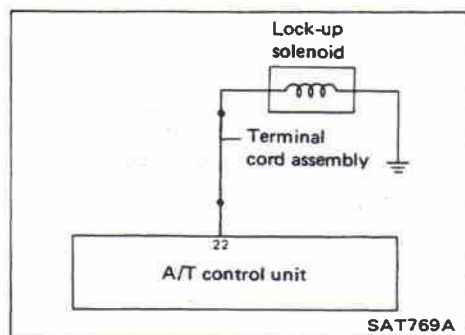 Lock-up
solenoid
Terminal
cord assembly
22
A/T control unit
SAT769A